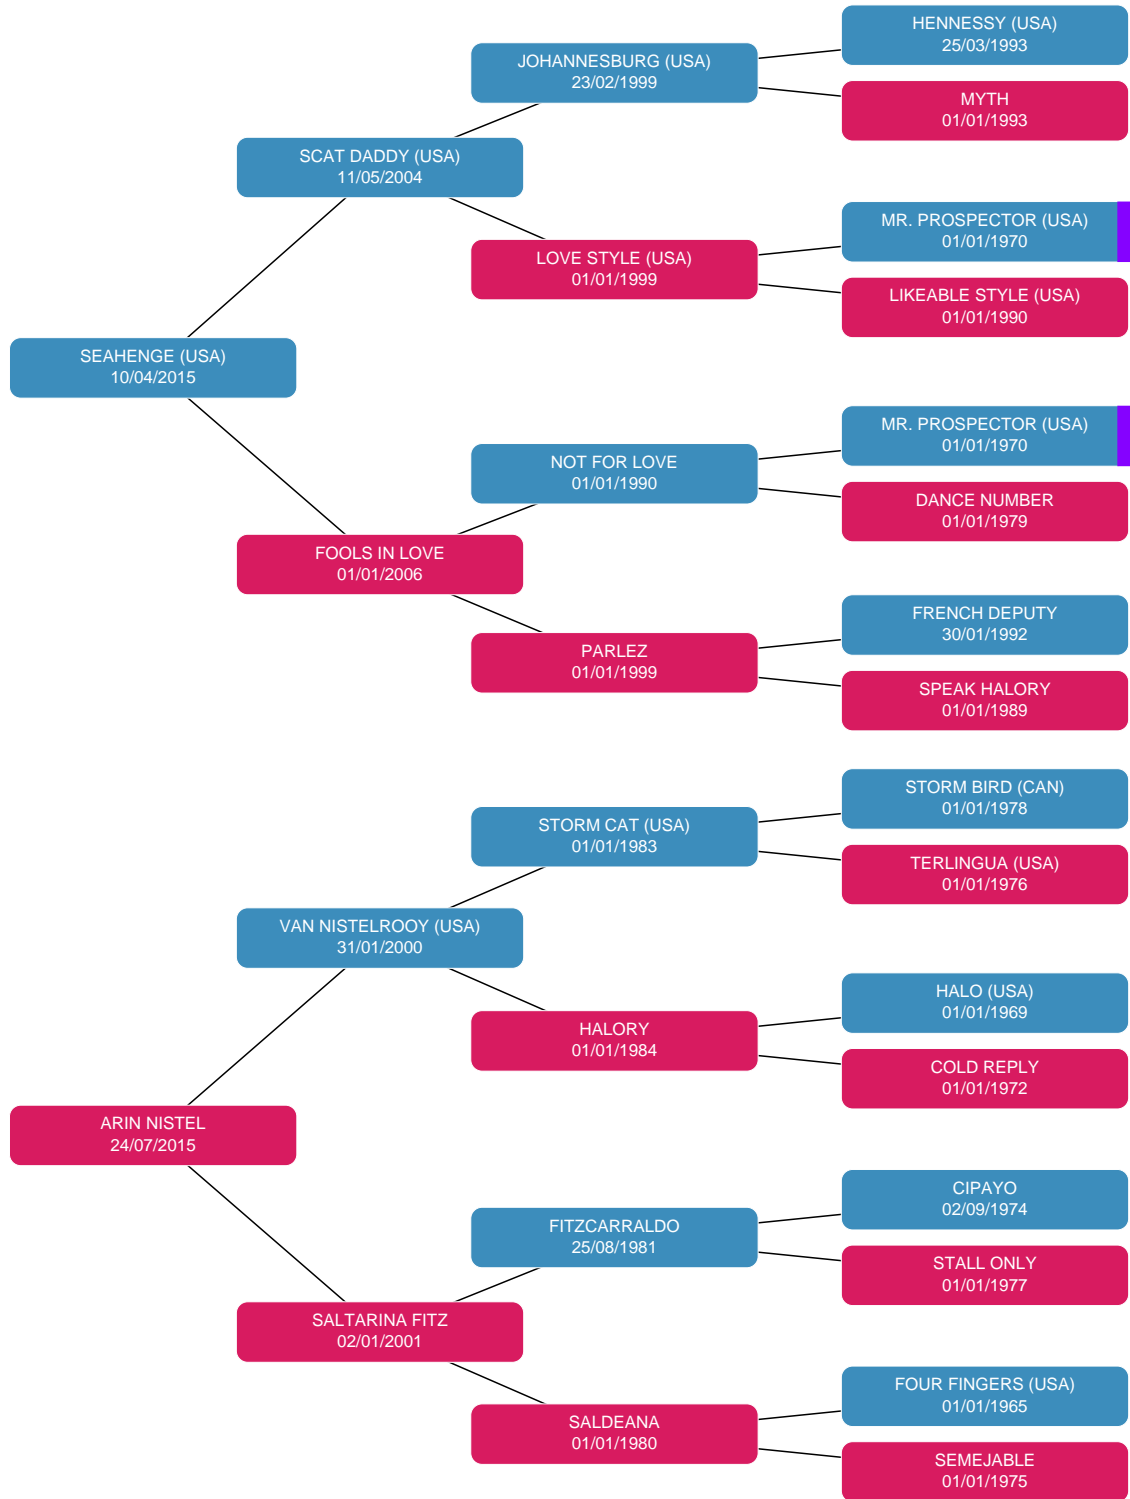 HENNESSY (USA)
25/03/1993
JOHANNESBURG (USA)
23/02/1999
MYTH
01/01/1993
SCAT DADDY (USA)
11/05/2004
MR. PROSPECTOR (USA)
01/01/1970
LOVE STYLE (USA)
01/01/1999
LIKEABLE STYLE (USA)
01/01/1990
SEAHENGE (USA)
10/04/2015
MR. PROSPECTOR (USA)
01/01/1970
NOT FOR LOVE
01/01/1990
DANCE NUMBER
01/01/1979
FOOLS IN LOVE
01/01/2006
FRENCH DEPUTY
30/01/1992
PARLEZ
01/01/1999
SPEAK HALORY
01/01/1989
STORM BIRD (CAN)
01/01/1978
STORM CAT (USA)
01/01/1983
TERLINGUA (USA)
01/01/1976
VAN NISTELROOY (USA)
31/01/2000
HALO (USA)
01/01/1969
HALORY
01/01/1984
COLD REPLY
01/01/1972
ARIN NISTEL
24/07/2015
CIPAYO
02/09/1974
FITZCARRALDO
25/08/1981
STALL ONLY
01/01/1977
SALTARINA FITZ
02/01/2001
FOUR FINGERS (USA)
01/01/1965
SALDEANA
01/01/1980
SEMEJABLE
01/01/1975